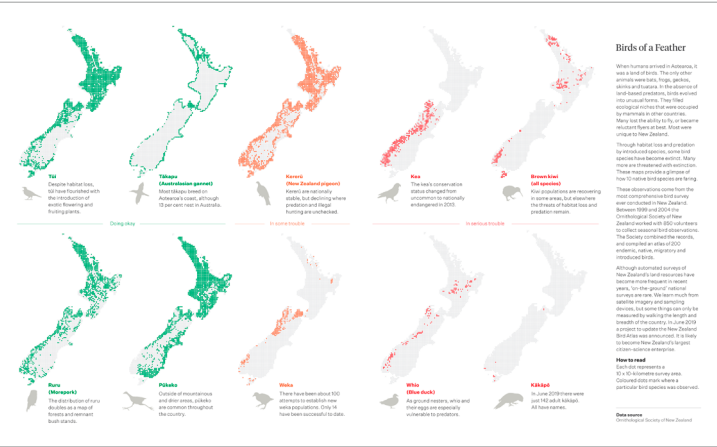 Birds of a Feather
When humans arrived in Aotearoa, it
was a land of birds. The only other
animals were bats, frogs, geckos,
skinks and tuatara. In the absence of
land-based predators, birds evolved
into unusual forms. They filled
ecological niches that were occupied
by mammals in other countries.
Many lost the ability to fly, or became
reluctant flyers at best. Most were
unique to New Zealand.
Through habitat loss and predation
by introduced species, some bird
species have become extinct. Many
more are threatened with extinction.
These maps provide a glimpse of
how 10 native bird species are faring.
These observations come from the
most comprehensive bird survey
ever conducted in New Zealand.
Between 1999 and 2004 the
Ornithological Society of New
Zealand worked with 850 volunteers
to collect seasonal bird observations.
The Society combined the records,
and compiled an atlas of 200
endemic, native, migratory and
introduced birds.
Although automated surveys of
New Zealand's land resources have
become more frequent in recent
years, 'on-the-ground' national
surveys are rare. We learn much from
satellite imagery and sampling
devices, but some things can only be
measured by walking the length and
breadth of the country. In June 2019
a project to update the New Zealand
Bird Atlas was announced. It is likely
to become New Zealand's largest
citizen-science enterprise.
How to read
Each dot represents a
10 x 10-kilometre survey area.
Coloured dots mark where a
particular bird species was observed.
Data source
Ornithological Society of New Zealand
Tūī
Despite habitat loss,
tūī have flourished with
the introduction of
exotic flowering and
fruiting plants.
Tākapu
(Australasian gannet)
Most tākapu breed on
Aotearoa's coast, although
13 per cent nest in Australia.
Kererū
(New Zealand pigeon)
Kererū are nationally
stable, but declining where
predation and illegal
hunting are unchecked.
Kea
The kea's conservation
status changed from
uncommon to nationally
endangered in 2013.
Brown kiwi
(all species)
Kiwi populations are recovering
in some areas, but elsewhere
the threats of habitat loss and
predation remain.
Doing okay
In some trouble
In serious trouble
Ruru
(Morepork)
The distribution of ruru
doubles as a map of
forests and remnant
bush stands.
Pūkeko
Outside of mountainous
and drier areas, pūkeko
are common throughout
the country.
Weka
There have been about 100
attempts to establish new
weka populations. Only 14
have been successful to date.
Whio
(Blue duck)
As ground nesters, whio and
their eggs are especially
vulnerable to predators.
Kākāpō
In June 2019 there were
just 142 adult kākāpō.
All have names.